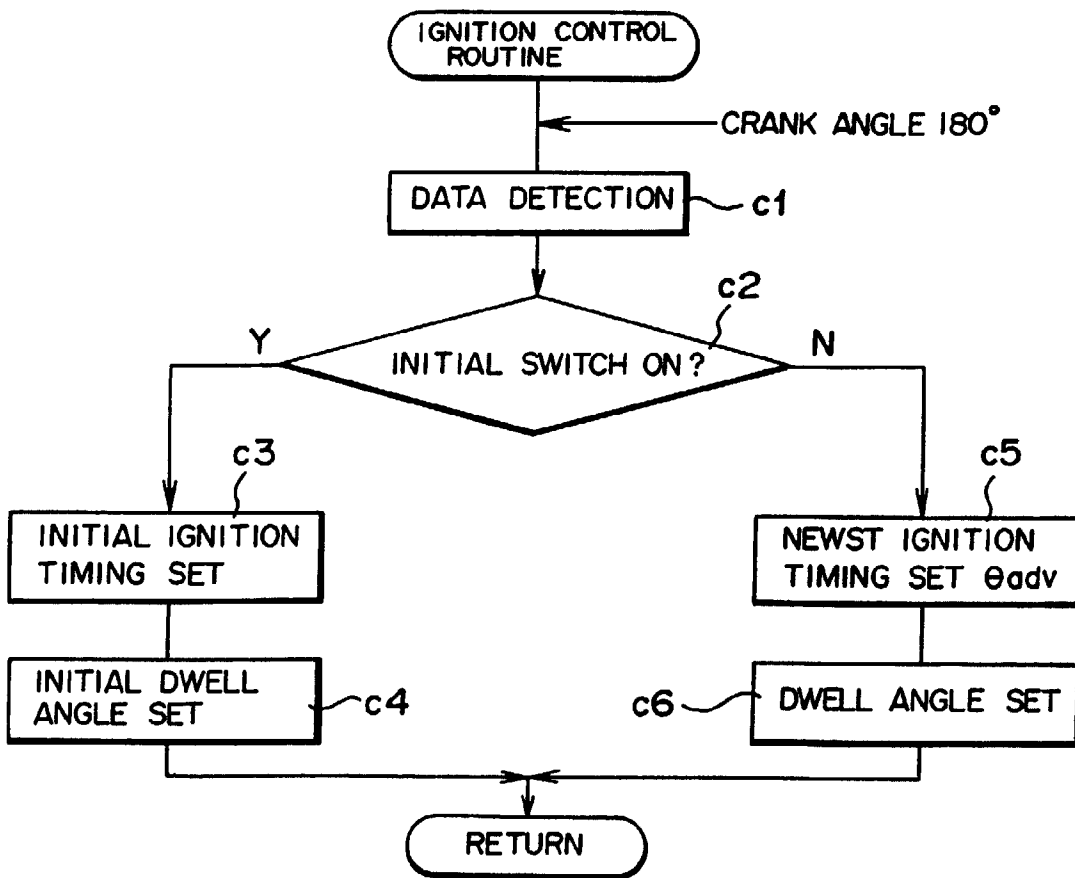 IGNITION CONTROL
ROUTINE
CRANK ANGLE 180°
DATA DETECTION
c1
c2
Y
INITIAL SWITCH ON?
N
c3
c5
INITIAL IGNITION
TIMING SET
NEWST IGNITION
TIMING SET θadv
INITIAL DWELL
ANGLE SET
c4
c6
DWELL ANGLE SET
RETURN